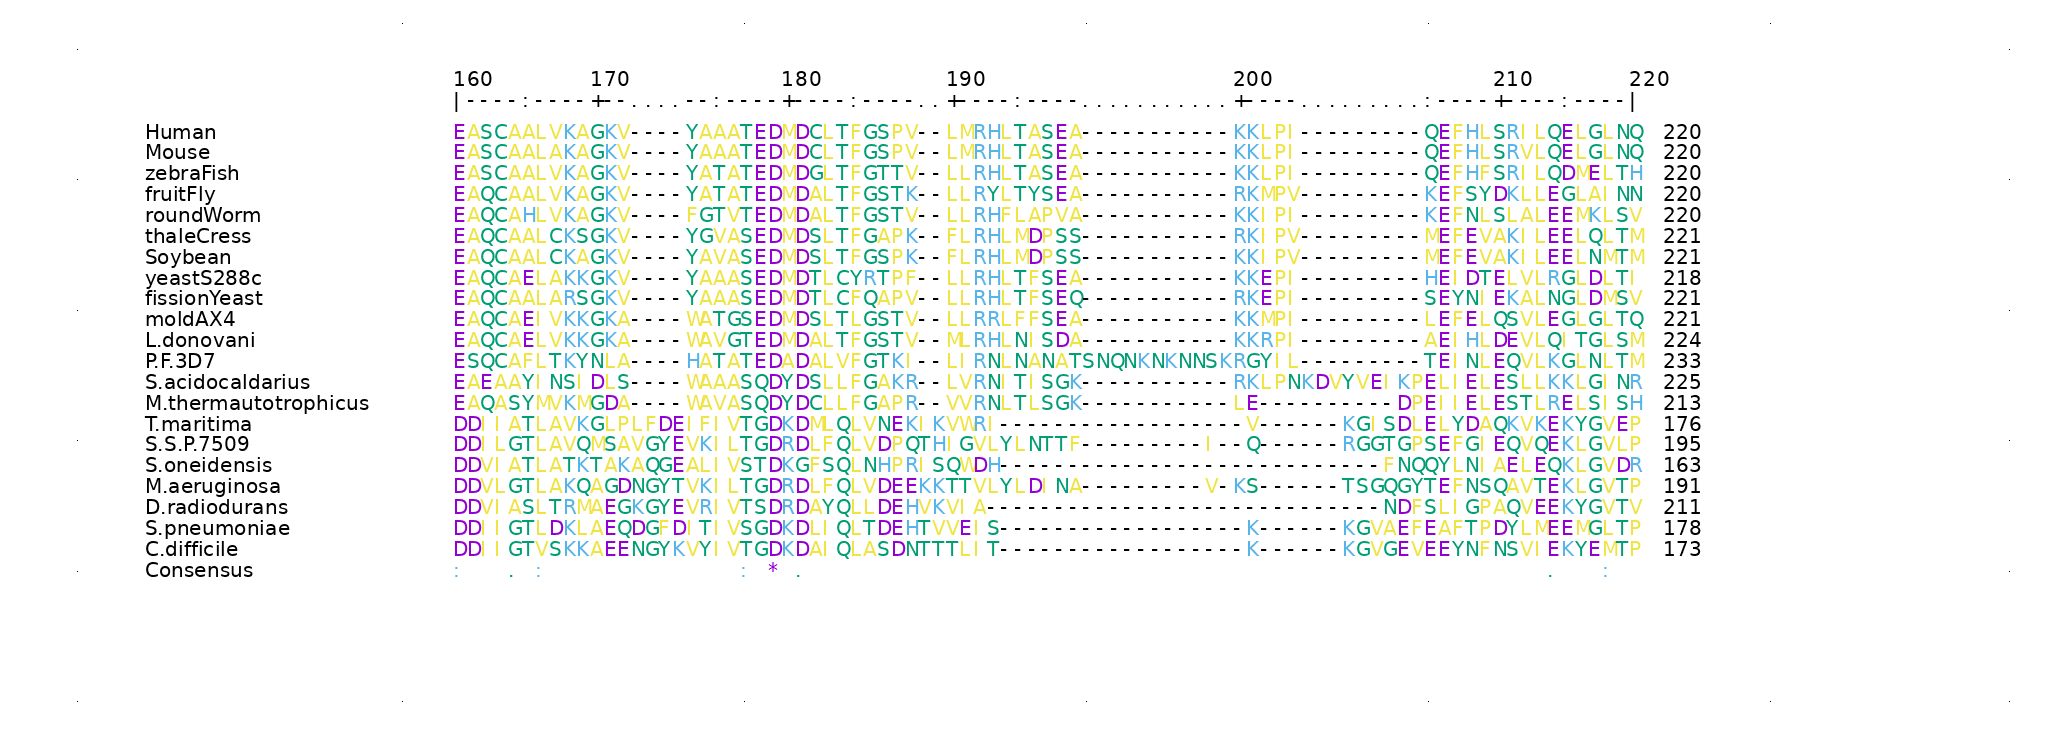 160 170 180 190 200 210 220
|----:----+--....--:----+----:----..+----:----...........+----.........:----+----:----|
Human EASCAALVKAGKV----YAAATEDMDCLTFGSPV--LMRHLTASEA-----------KKLPI---------QEFHLSRILQELGLNQ 220
Mouse EASCAALAKAGKV----YAAATEDMDCLTFGSPV--LMRHLTASEA-----------KKLPI---------QEFHLSRVLQELGLNQ 220
zebraFish EASCAALVKAGKV----YATATEDMDGLTFGTTV--LLRHLTASEA-----------KKLPI---------QEFHFSRILQDMELTH 220
fruitFly EAQCAALVKAGKV----YATATEDMDALTFGSTK--LLRYLTYSEA-----------RKMPV---------KEFSYDKLLEGLAINN 220
roundWorm EAQCAHLVKAGKV----FGTVTEDMDALTFGSTV--LLRHFLAPVA-----------KKIPI---------KEFNLSLALEEMKLSV 220
thaleCress EAQCAALCKSGKV----YGVASEDMDSLTFGAPK--FLRHLMDPSS-----------RKIPV---------MEFEVAKILEELQLTM 221
Soybean EAQCAALCKAGKV----YAVASEDMDSLTFGSPK--FLRHLMDPSS-----------KKIPV---------MEFEVAKILEELNMTM 221
yeastS288c EAQCAELAKKGKV----YAAASEDMDTLCYRTPF--LLRHLTFSEA-----------KKEPI---------HEIDTELVLRGLDLTI 218
fissionYeast EAQCAALARSGKV----YAAASEDMDTLCFQAPV--LLRHLTFSEQ-----------RKEPI---------SEYNIEKALNGLDMSV 221
moldAX4 EAQCAEIVKKGKA----WATGSEDMDSLTLGSTV--LLRRLFFSEA-----------KKMPI---------LEFELQSVLEGLGLTQ 221
L.donovani EAQCAELVKKGKA----WAVGTEDMDALTFGSTV--MLRHLNISDA-----------KKRPI---------AEIHLDEVLQITGLSM 224
P.F.3D7 ESQCAFLTKYNLA----HATATEDADALVFGTKI--LIRNLNANATSNQNKNKNNSKRGYIL---------TEINLEQVLKGLNLTM 233
S.acidocaldarius EAEAAYINSIDLS----WAAASQDYDSLLFGAKR--LVRNITISGK-----------RKLPNKDVYVEIKPELIELESLLKKLGINR 225
M.thermautotrophicus EAQASYMVKMGDA----WAVASQDYDCLLFGAPR--VVRNLTLSGK-----------LE----------DPEIIELESTLRELSISH 213
T.maritima DDIIATLAVKGLPLFDEIFIVTGDKDMLQLVNEKIKVWRI------------------V------KGISDLELYDAQKVKEKYGVEP 176
S.S.P.7509 DDILGTLAVQMSAVGYEVKILTGDRDLFQLVDPQTHIGVLYLNTTF---------I--Q------RGGTGPSEFGIEQVQEKLGVLP 195
S.oneidensis DDVIATLATKTAKAQGEALIVSTDKGFSQLNHPRISQWDH----------------------------FNQQYLNIAELEQKLGVDR 163
M.aeruginosa DDVLGTLAKQAGDNGYTVKILTGDRDLFQLVDEEKKTTVLYLDINA---------V-KS------TSGQGYTEFNSQAVTEKLGVTP 191
D.radiodurans DDVIASLTRMAEGKGYEVRIVTSDRDAYQLLDEHVKVIA-----------------------------NDFSLIGPAQVEEKYGVTV 211
S.pneumoniae DDIIGTLDKLAEQDGFDITIVSGDKDLIQLTDEHTVVEIS------------------K------KGVAEFEAFTPDYLMEEMGLTP 178
C.difficile DDIIGTVSKKAEENGYKVYIVTGDKDAIQLASDNTTTLIT------------------K------KGVGEVEEYNFNSVIEKYEMTP 173
Consensus : . : : * . . :